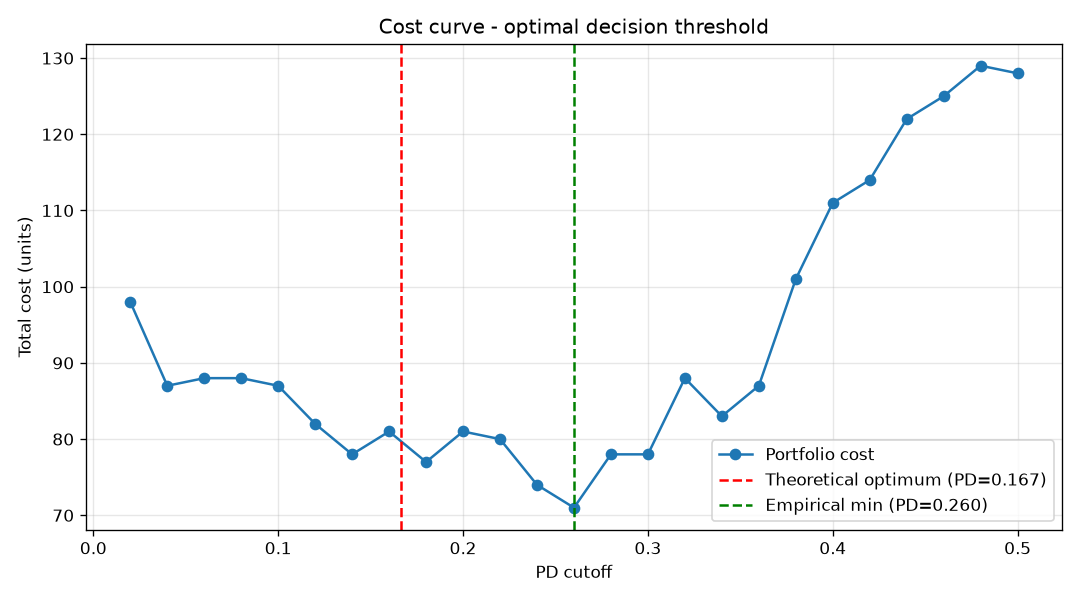 Cost curve - optimal decision threshold
Total cost (units)
130
120
110
100
90
80
70
0.0 0.1 0.2 0.3 0.4 0.5
PD cutoff
Portfolio cost
Theoretical optimum (PD=0.167)
Empirical min (PD=0.260)